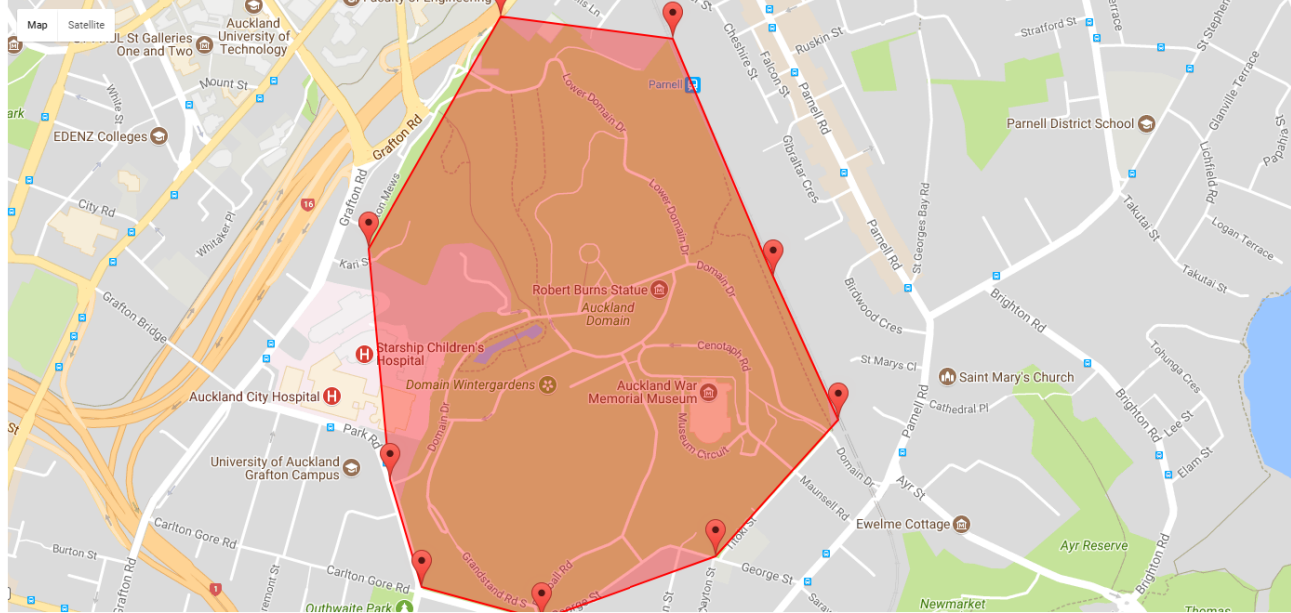 Map
Satellite
Auckland
University of
Technology
Faculty of Engineering
UL St Galleries
One and Two
Mount St
White St
EDENZ Colleges
City Rd
Whitaker Pl
Grafton Rd
Grafton Rd
16
Kari S
Grafton Bridge
Starship Children's
Hospital
Auckland City Hospital
Park Rd
University of Auckland
Grafton Campus
Carlton Gore Rd
Burton St
Grafton Rd
1
Carlton Gore Rd
Outhwaite Park
Lower Domain Dr
Lower Domain Dr
Parnell
Domain Dr
Robert Burns Statue
Auckland
Domain
Cenotaph Rd
Domain Wintergardens
Auckland War
Memorial Museum
Museum Circuit
Domain Dr
Grandstand Rd S
George St
Titoki St
Maunsell Rd
George St
Domain Dr
Ayr St
Ewelme Cottage
Newmarket
Ayr Reserve
Thomas
Cheshire St
Falcon St
Ruskin St
Parnell Rd
Gibraltar Cres
Parnell Rd
St Georges Bay Rd
Birdwood Cres
St Marys Cl
Saint Mary's Church
Cathedral Pl
Parnell Rd
Brighton Rd
Brighton Rd
Brighton Rd
Tohunga Cres
Lee St
Elam St
Stratford St
St Stephen
Glanville Terrace
Parnell District School
Lichfield Rd
Takutai St
Logan Terrace
Takutai St